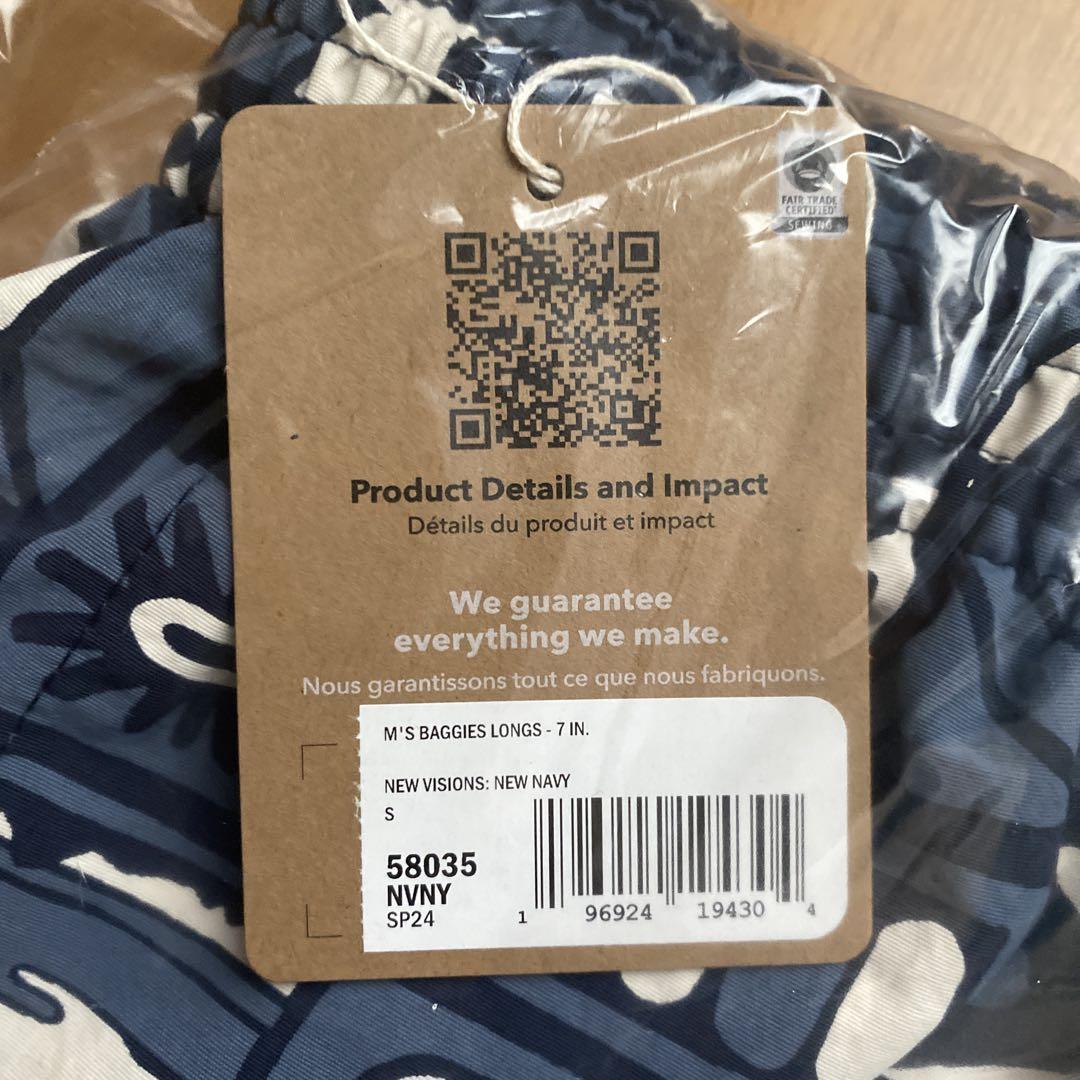 FAIR TRADE
CERTIFIED
SEWING
Product Details and Impact
Détails du produit et impact
We guarantee
everything we make.
Nous garantissons tout ce que nous fabriquons.
M'S BAGGIES LONGS - 7 IN.
NEW VISIONS: NEW NAVY
S
58035
NVNY
SP24
1 96924 19430 4